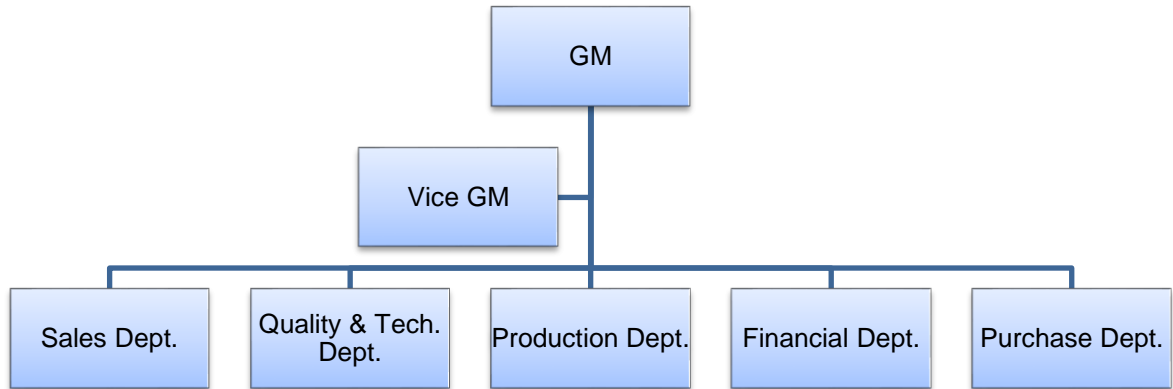 GM
Vice GM
Sales Dept.
Quality & Tech.
Dept.
Production Dept.
Financial Dept.
Purchase Dept.